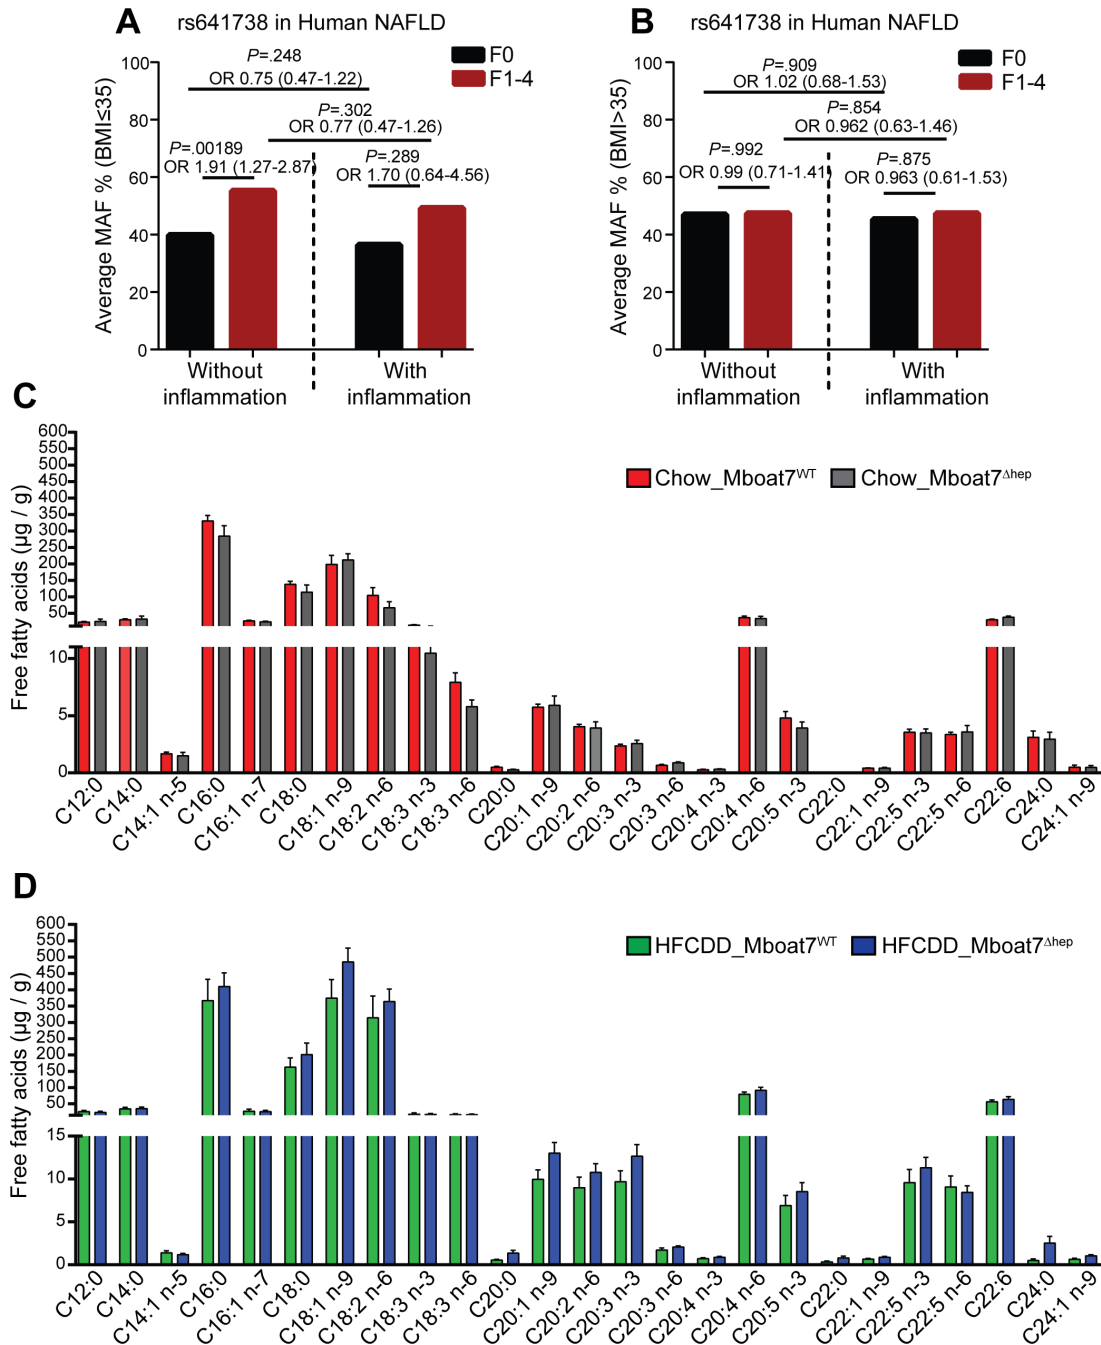 A
rs641738 in Human NAFLD
F0
F1-4
P=.248
OR 0.75 (0.47-1.22)
P=.302
OR 0.77 (0.47-1.26)
P=.00189
OR 1.91 (1.27-2.87)
P=.289
OR 1.70 (0.64-4.56)
Average MAF % (BMI≤35)
100
80
60
40
20
0
Without
inflammation
With
inflammation
B
rs641738 in Human NAFLD
F0
F1-4
P=.909
OR 1.02 (0.68-1.53)
P=.854
OR 0.962 (0.63-1.46)
P=.992
OR 0.99 (0.71-1.41)
P=.875
OR 0.963 (0.61-1.53)
Average MAF % (BMI>35)
100
80
60
40
20
0
Without
inflammation
With
inflammation
C
Chow_Mboat7WT
Chow_Mboat7Δhep
Free fatty acids (µg / g)
600
550
500
450
400
350
300
250
200
150
100
50
10
5
0
C12:0
C14:0
C14:1 n-5
C16:0
C16:1 n-7
C18:0
C18:1 n-9
C18:2 n-6
C18:3 n-3
C18:3 n-6
C20:0
C20:1 n-9
C20:2 n-6
C20:3 n-3
C20:3 n-6
C20:4 n-3
C20:4 n-6
C20:5 n-3
C22:0
C22:1 n-9
C22:5 n-3
C22:5 n-6
C22:6
C24:0
C24:1 n-9
D
HFCDD_Mboat7WT
HFCDD_Mboat7Δhep
Free fatty acids (µg / g)
600
550
500
450
400
350
300
250
200
150
100
50
15
10
5
0
C12:0
C14:0
C14:1 n-5
C16:0
C16:1 n-7
C18:0
C18:1 n-9
C18:2 n-6
C18:3 n-3
C18:3 n-6
C20:0
C20:1 n-9
C20:2 n-6
C20:3 n-3
C20:3 n-6
C20:4 n-3
C20:4 n-6
C20:5 n-3
C22:0
C22:1 n-9
C22:5 n-3
C22:5 n-6
C22:6
C24:0
C24:1 n-9